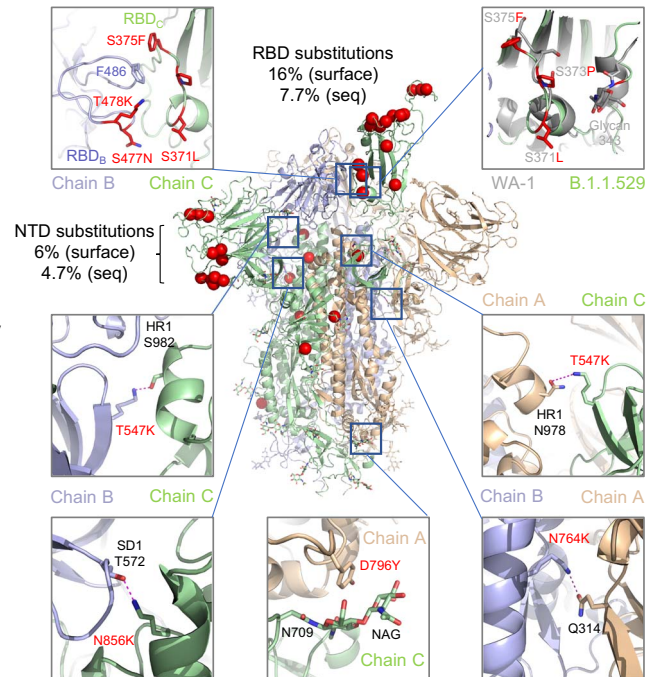 RBD_C
S375F
F486
T478K
RBD_B
S477N
S371L
Chain B
Chain C
RBD substitutions
16% (surface)
7.7% (seq)
S375F
S373P
Glycan
343
S371L
WA-1
B.1.1.529
NTD substitutions
6% (surface)
4.7% (seq)
HR1
S982
T547K
Chain B
Chain C
Chain A
Chain C
T547K
HR1
N978
SD1
T572
N856K
Chain A
D796Y
N709
NAG
Chain C
Chain B
Chain A
N764K
Q314